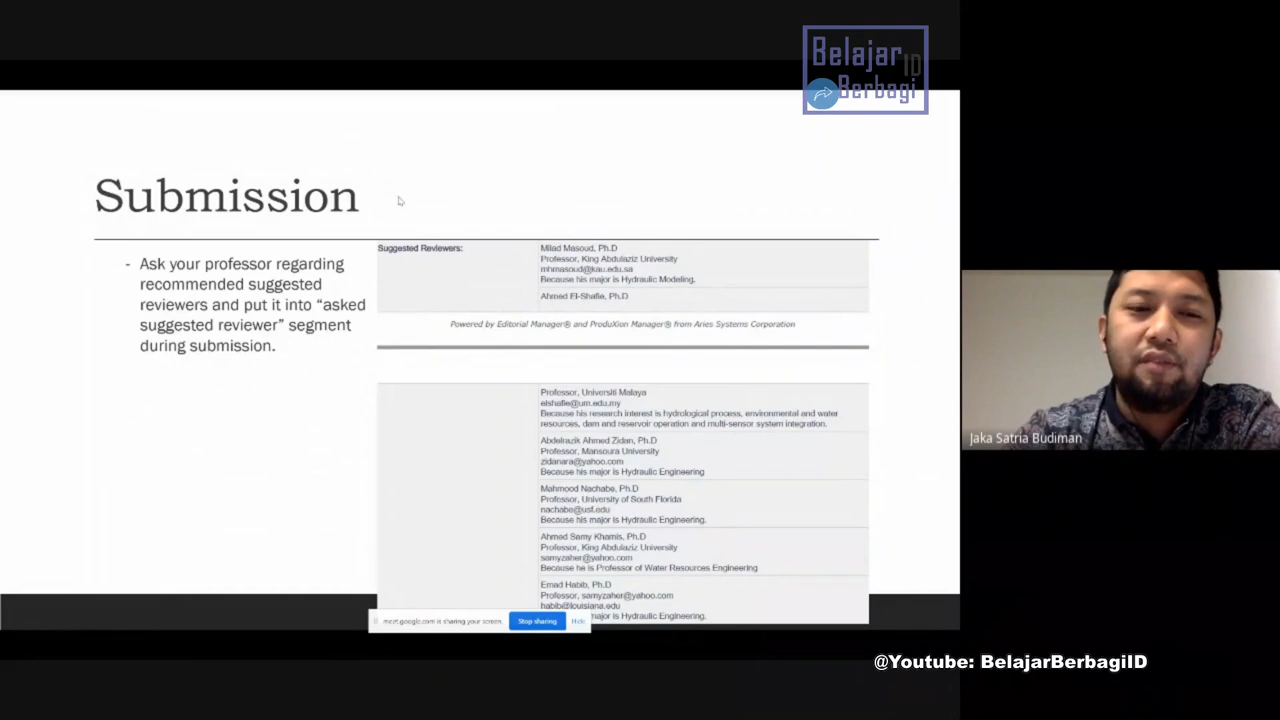 Belajar
ID
Berbagi
Submission
- Ask your professor regarding
recommended suggested
reviewers and put it into “asked
suggested reviewer” segment
during submission.
Suggested Reviewers:
Milad Masoud, Ph.D
Professor, King Abdulaziz University
mhmasoud@kau.edu.sa
Because his major is Hydraulic Modeling.
Ahmed El-Shafie, Ph.D
Powered by Editorial Manager® and ProduXion Manager® from Aries Systems Corporation
Professor, Universiti Malaya
elshafie@um.edu.my
Because his research interest is hydrological process, environmental and water
resources, dam and reservoir operation and multi-sensor system integration.
Abdelrazik Ahmed Zidan, Ph.D
Professor, Mansoura University
zidanara@yahoo.com
Because his major is Hydraulic Engineering
Mahmood Nachabe, Ph.D
Professor, University of South Florida
nachabe@usf.edu
Because his major is Hydraulic Engineering.
Ahmed Samy Khamis, Ph.D
Professor, King Abdulaziz University
samyzaher@yahoo.com
Because he is Professor of Water Resources Engineering
Emad Habib, Ph.D
Professor, samyzaher@yahoo.com
habib@louisiana.edu
major is Hydraulic Engineering.
meet.google.com is sharing your screen.
Stop sharing
Hide
Jaka Satria Budiman
@Youtube: BelajarBerbagiID